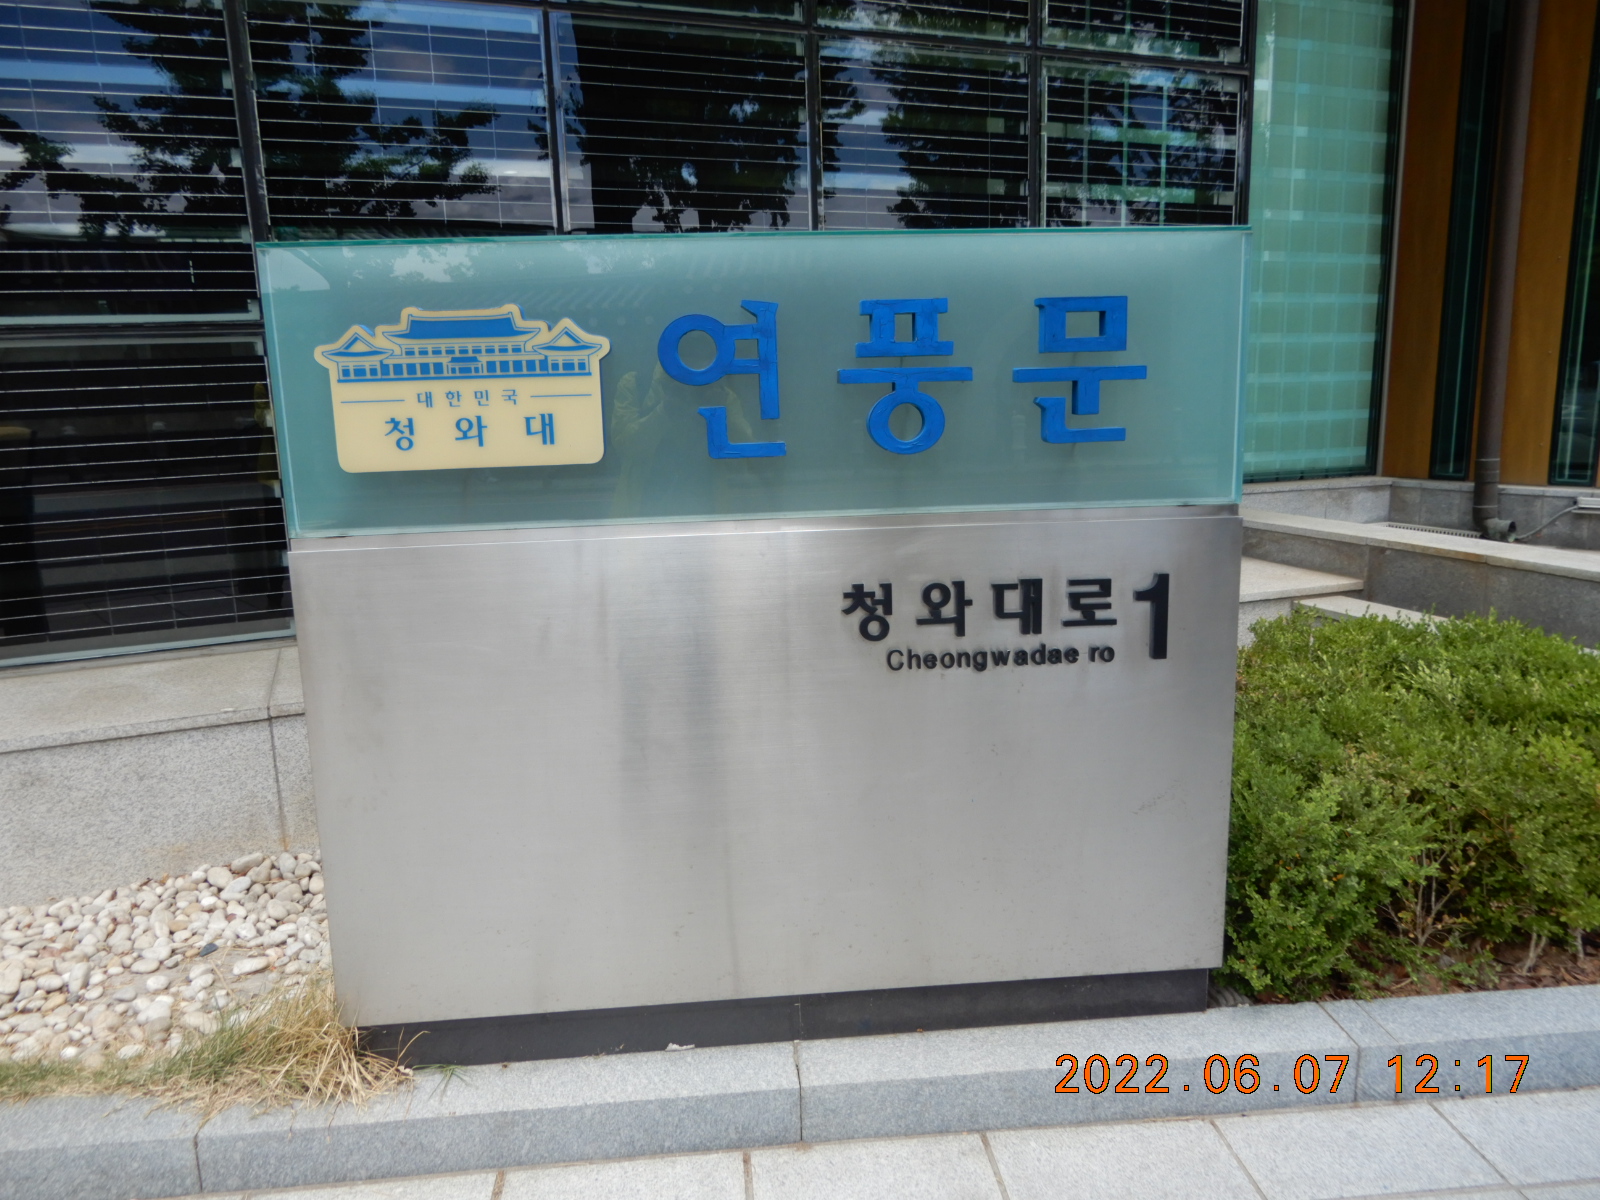 대한민국
청와대
연풍문
청와대로 1
Cheongwadae ro
2022.06.07 12:17